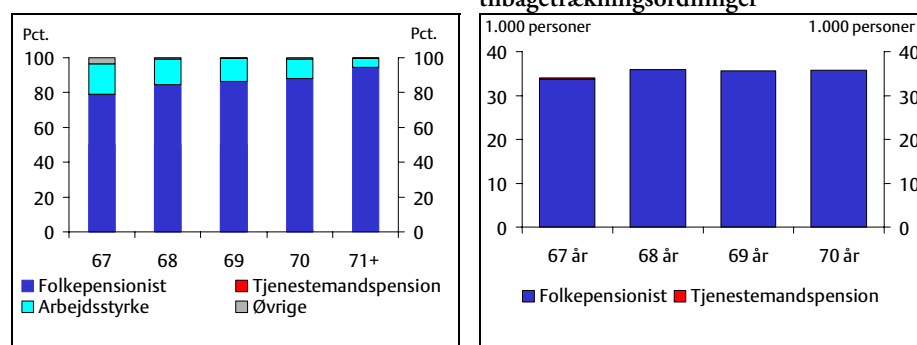 tilbagetrækningsordninger
Pct. Pct.
100 100
80 80
60 60
40 40
20 20
0 0
67 68 69 70 71+
Folkepensionist Tjenestemandspension
Arbejdsstyrke Øvrige
1.000 personer 1.000 personer
40 40
30 30
20 20
10 10
0 0
67 år 68 år 69 år 70 år
Folkepensionist Tjenestemandspension